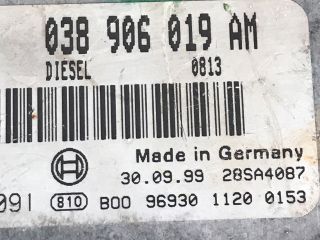 038 906 019 AM
DIESEL 0813
Made in Germany
30.09.99 28SA4087
091 810 B00 96930 1120 0153